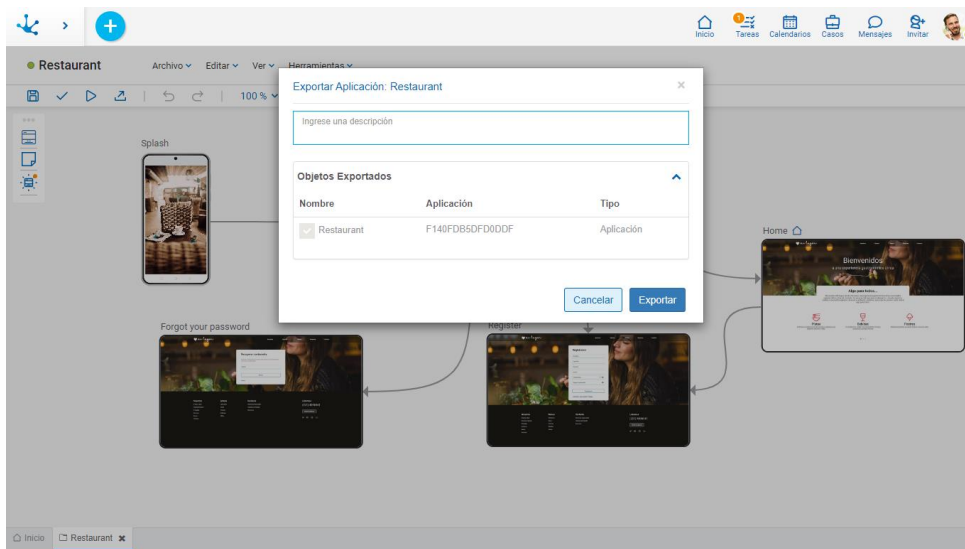 1
Inicio Tareas Calendarios Casos Mensajes Invitar
Restaurant Archivo Editar Ver Herramientas
100 %
Exportar Aplicación: Restaurant
Ingrese una descripción
Objetos Exportados
Nombre Aplicación Tipo
Restaurant F140FDB5DFD0DDF Aplicación
Cancelar Exportar
Splash
Home
Bienvenidos
Forgot your password
Register
Inicio Restaurant